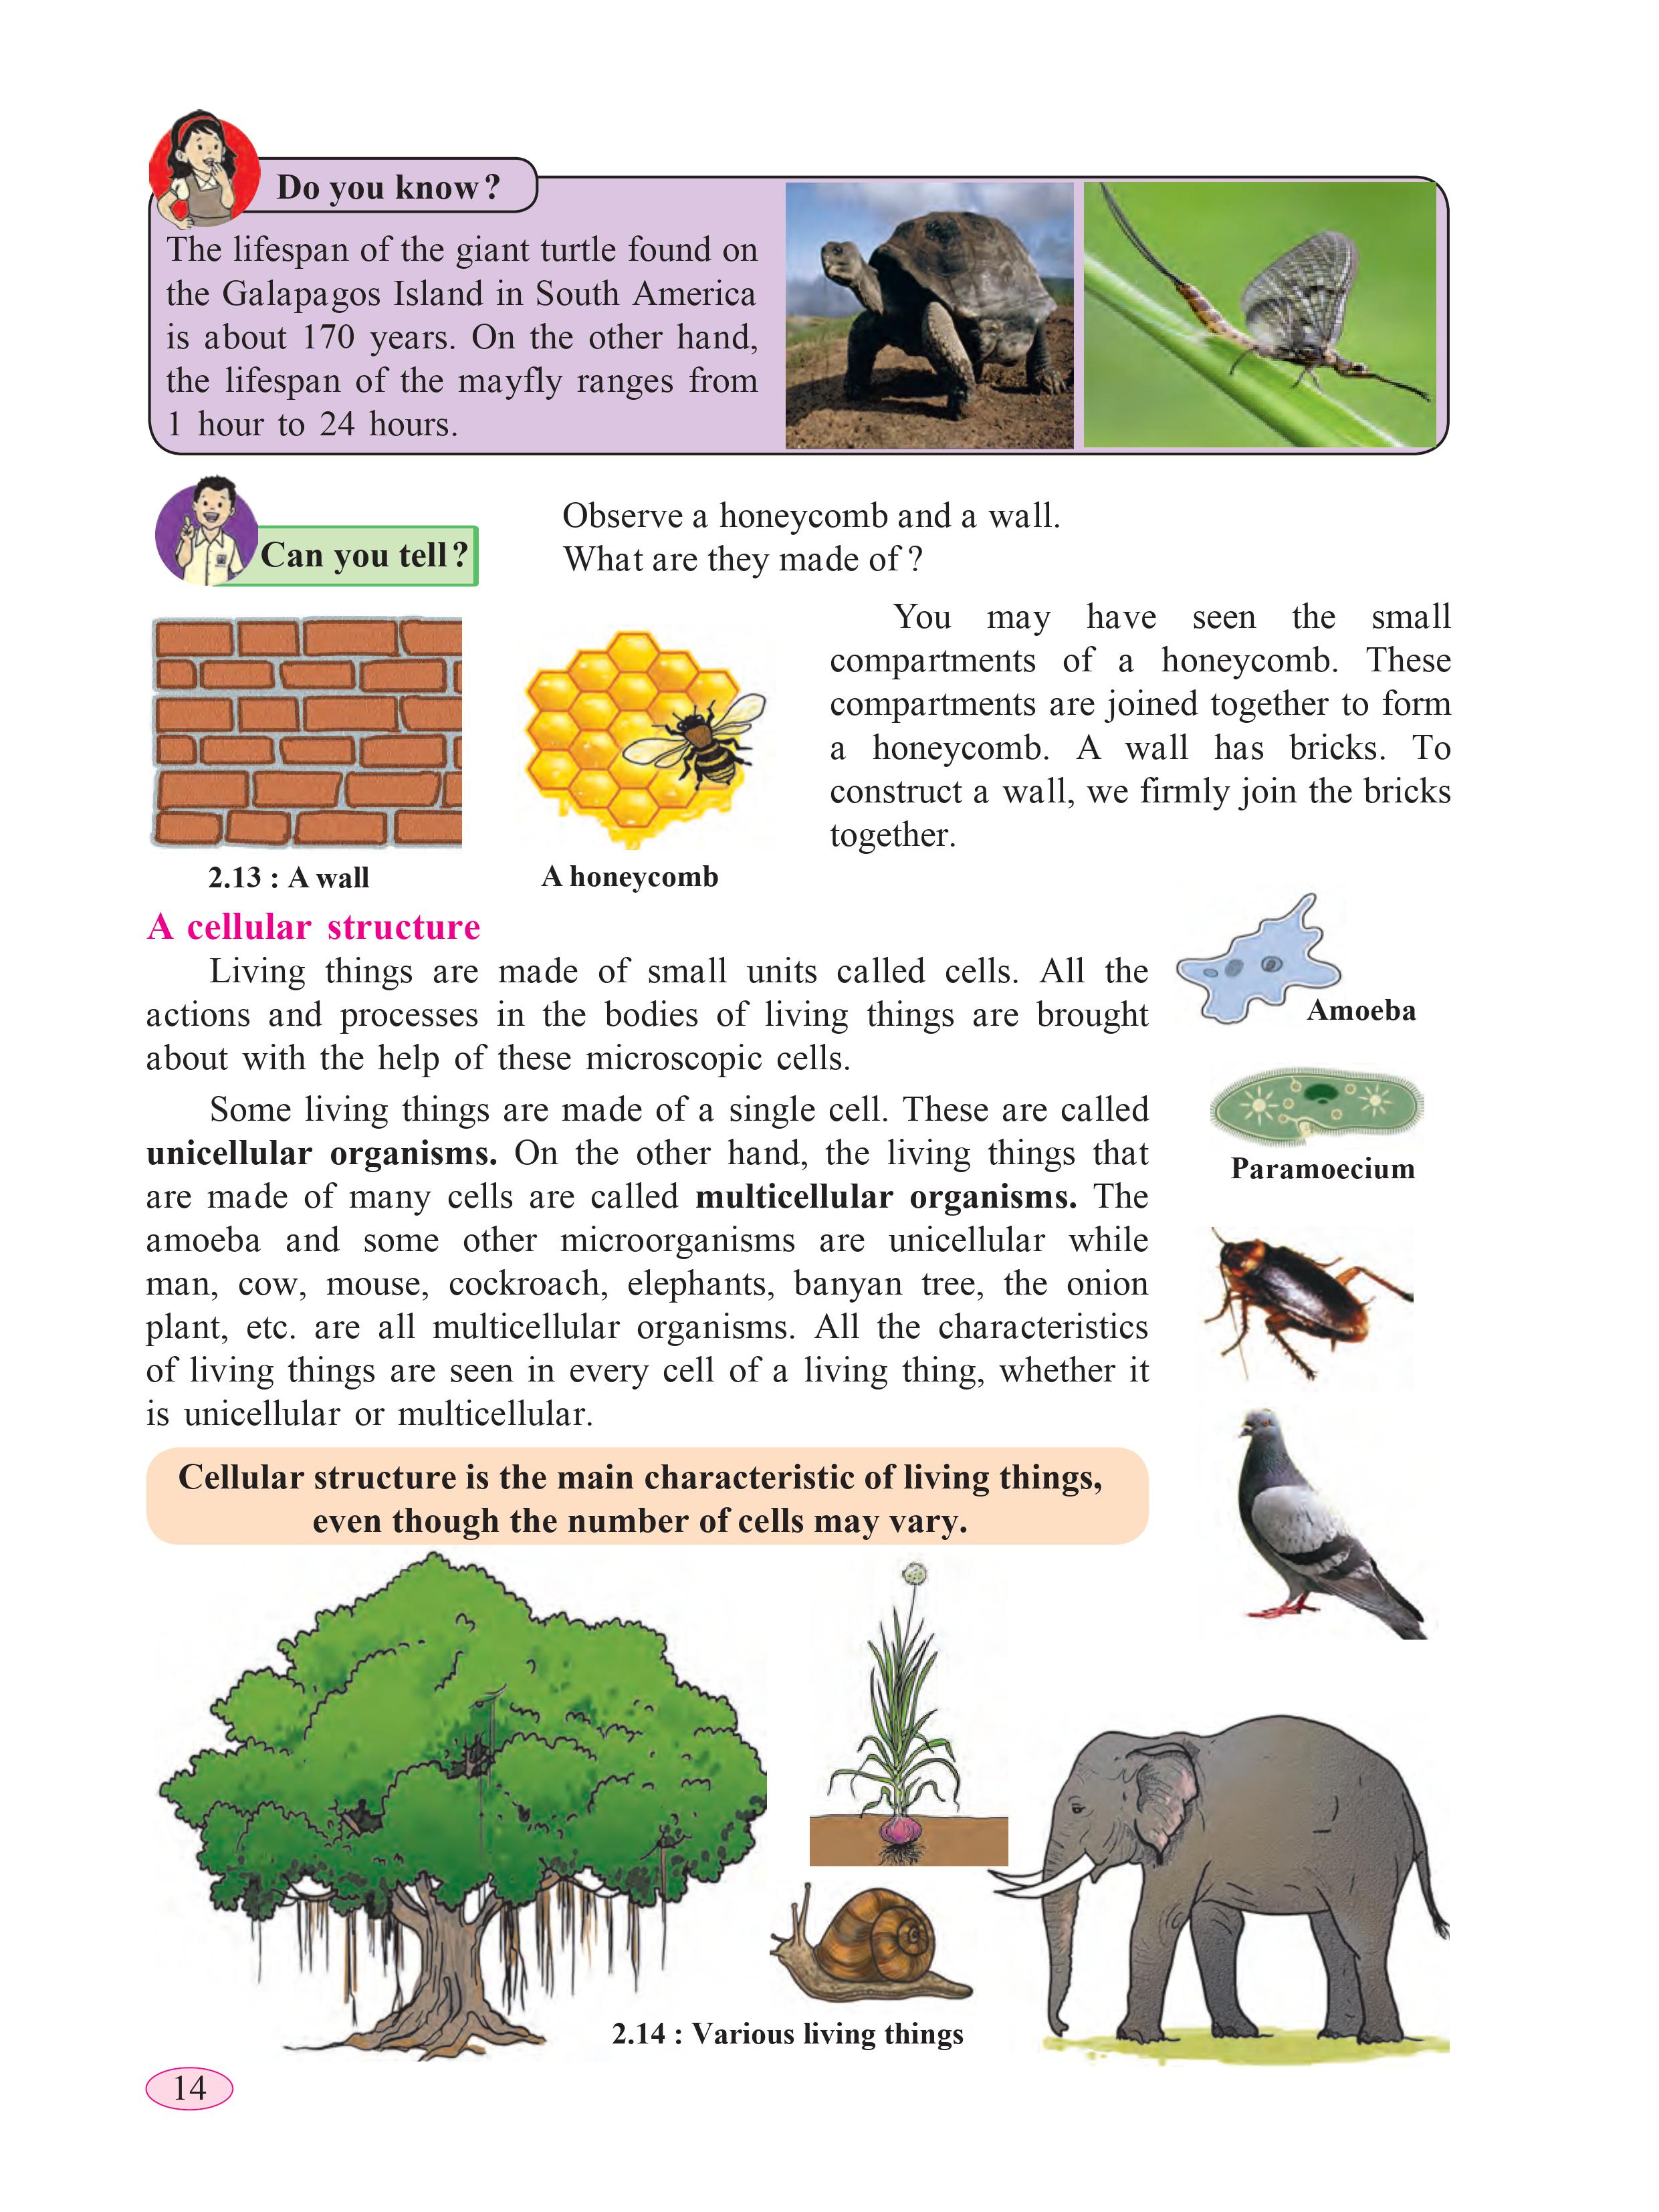 Do you know?
The lifespan of the giant turtle found on
the Galapagos Island in South America
is about 170 years. On the other hand,
the lifespan of the mayfly ranges from
1 hour to 24 hours.
Can you tell?
Observe a honeycomb and a wall.
What are they made of ?
You may have seen the small
compartments of a honeycomb. These
compartments are joined together to form
a honeycomb. A wall has bricks. To
construct a wall, we firmly join the bricks
together.
2.13 : A wall
A honeycomb
A cellular structure
Living things are made of small units called cells. All the
actions and processes in the bodies of living things are brought
about with the help of these microscopic cells.
Some living things are made of a single cell. These are called
unicellular organisms. On the other hand, the living things that
are made of many cells are called multicellular organisms. The
amoeba and some other microorganisms are unicellular while
man, cow, mouse, cockroach, elephants, banyan tree, the onion
plant, etc. are all multicellular organisms. All the characteristics
of living things are seen in every cell of a living thing, whether it
is unicellular or multicellular.
Amoeba
Paramoecium
Cellular structure is the main characteristic of living things,
even though the number of cells may vary.
2.14 : Various living things
14